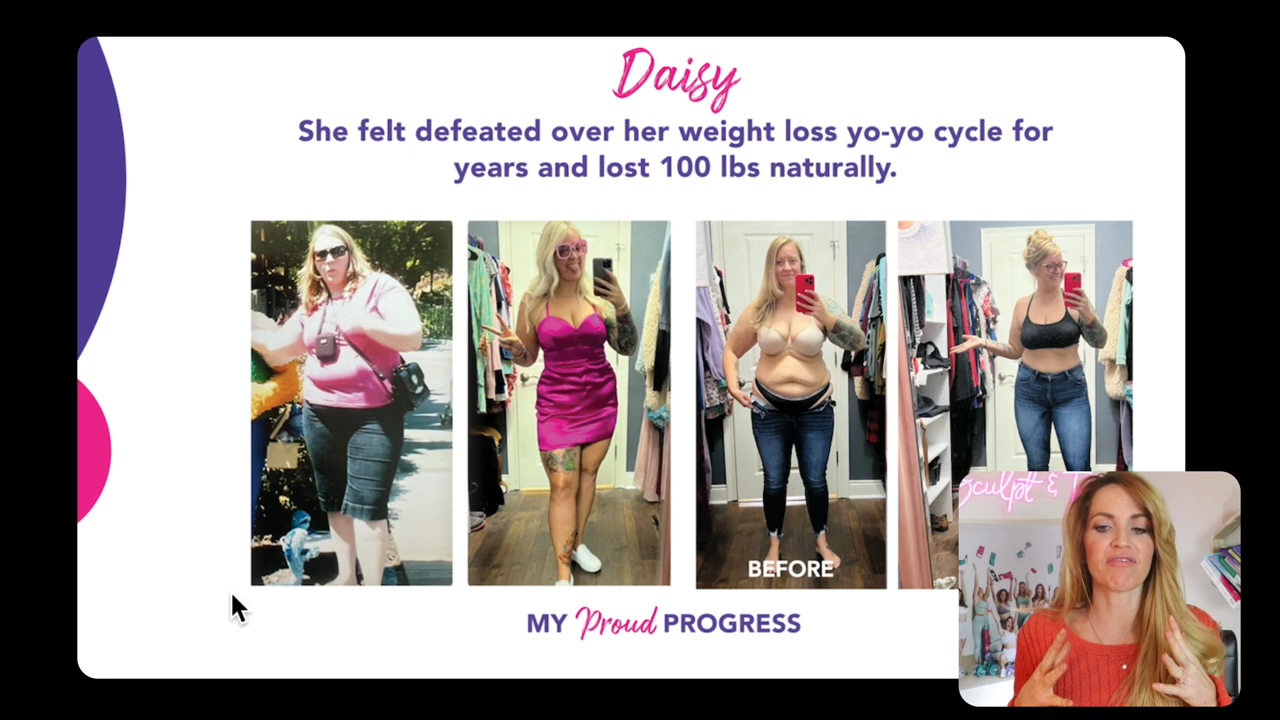 Daisy
She felt defeated over her weight loss yo-yo cycle for
years and lost 100 lbs naturally.
BEFORE
MY Proud PROGRESS
Sculpt & T